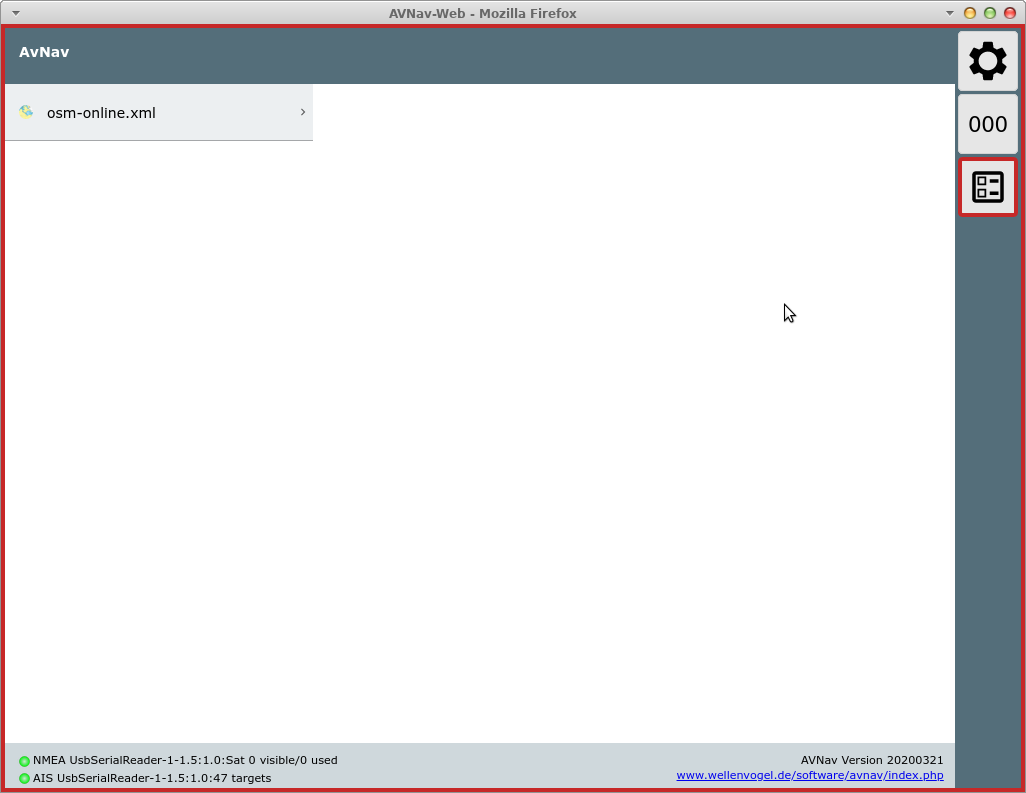 AVNav-Web - Mozilla Firefox
AvNav
osm-online.xml
000
NMEA UsbSerialReader-1-1.5:1.0:Sat 0 visible/0 used
AIS UsbSerialReader-1-1.5:1.0:47 targets
AVNav Version 20200321
www.wellenvogel.de/software/avnav/index.php